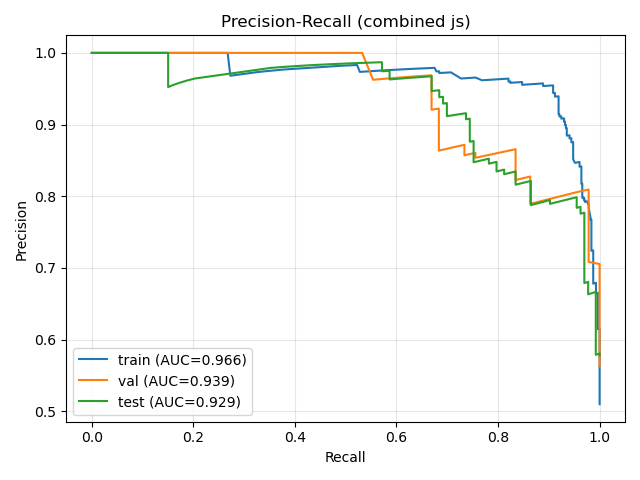 Precision-Recall (combined js)
1.0
0.9
0.8
0.7
0.6
0.5
Precision
train (AUC=0.966)
val (AUC=0.939)
test (AUC=0.929)
0.0 0.2 0.4 0.6 0.8 1.0
Recall